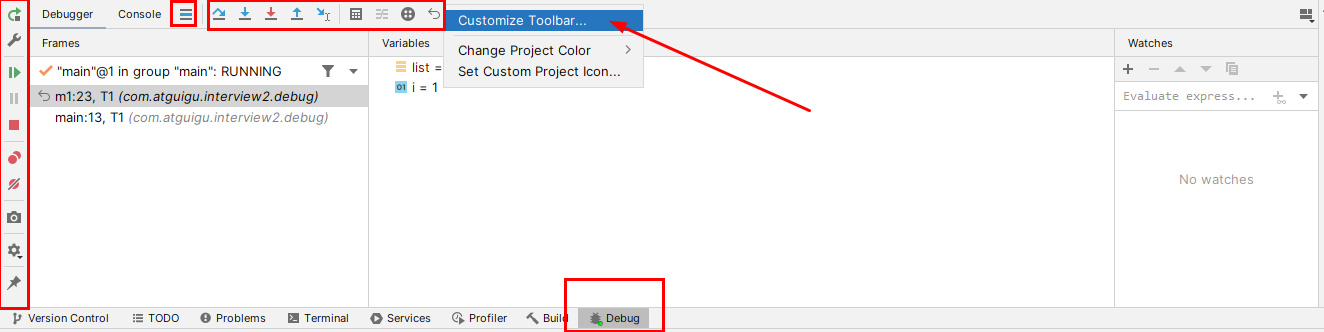 Debugger Console
Customize Toolbar...
Change Project Color
Set Custom Project Icon...
Frames
"main"@1 in group "main": RUNNING
m1:23, T1 (com.atguigu.interview2.debug)
main:13, T1 (com.atguigu.interview2.debug)
Variables
list =
01 i = 1
Watches
Evaluate express...
No watches
Version Control TODO Problems Terminal Services Profiler Build Debug